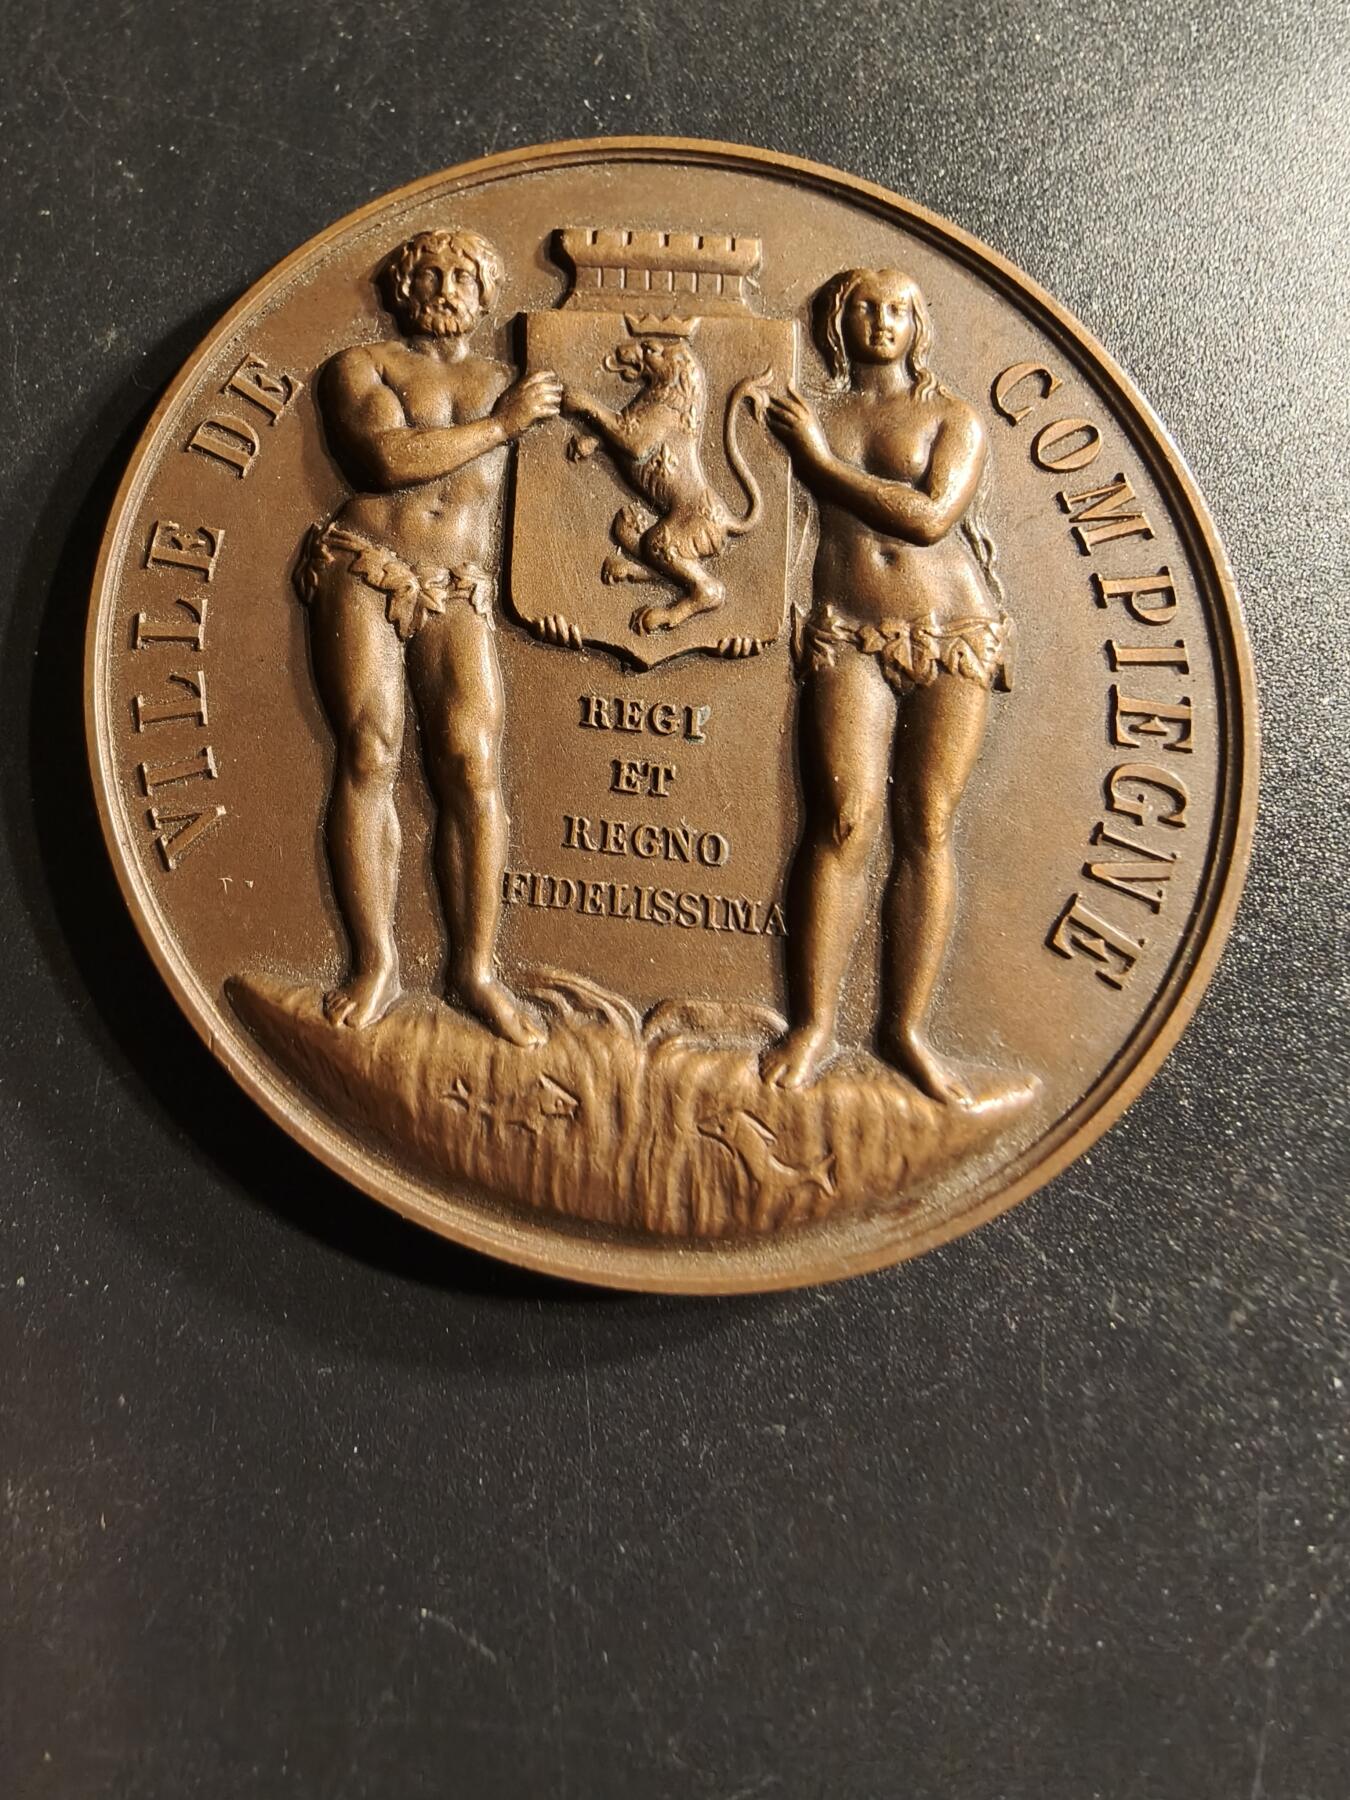 VILLE DE COMPIEGNE
REGI
ET
REGNO
FIDELISSIMA